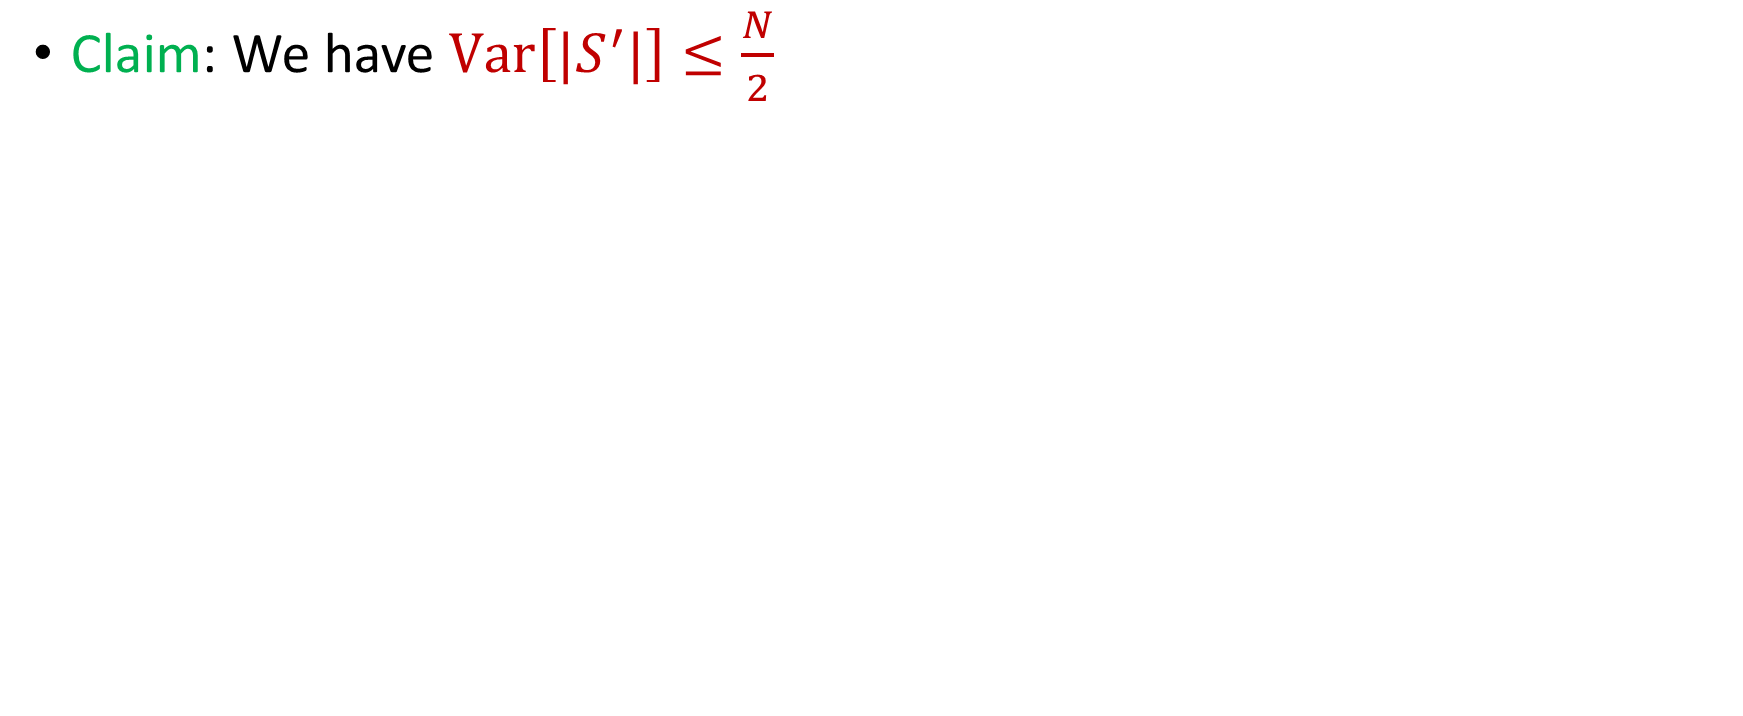 • Claim: We have Var[|S′|] ≤ N/2